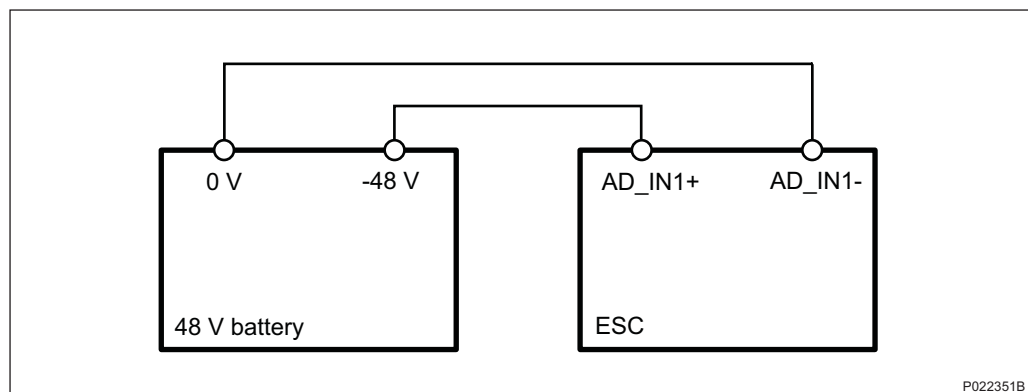 0 V -48 V AD_IN1+ AD_IN1-
48 V battery ESC
P022351B